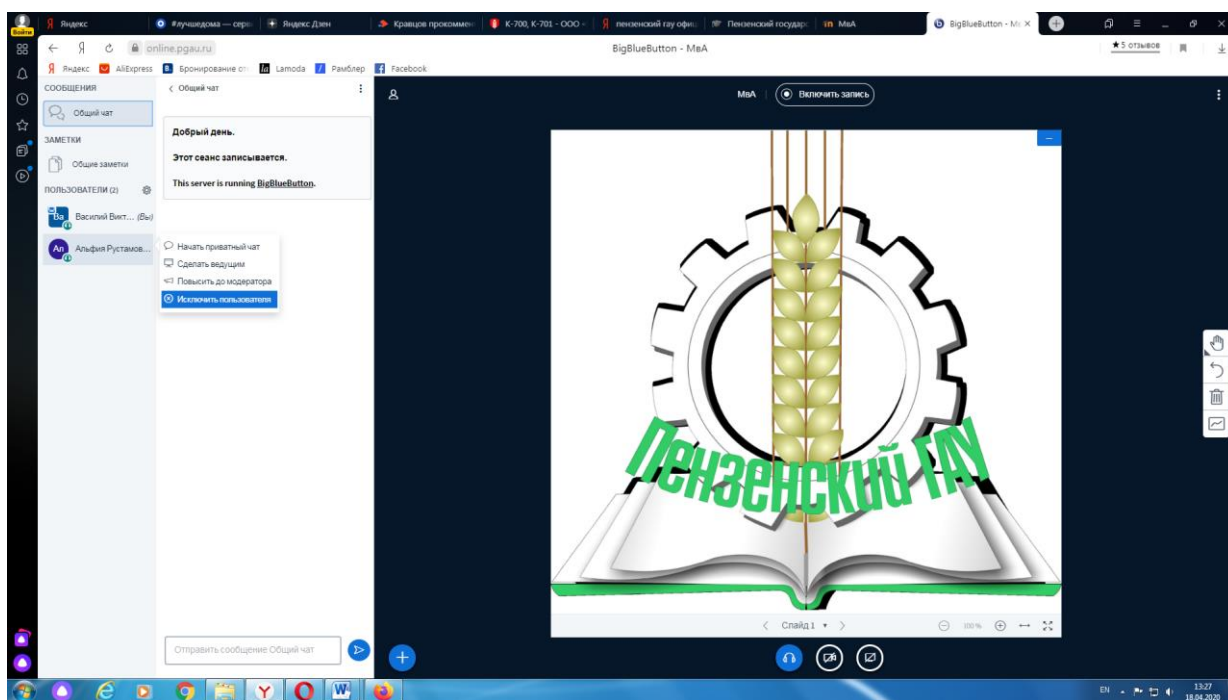 Войти
Яндекс
#лучшедома — серв
Яндекс Дзен
Кравцов прокоммен
К-700, К-701 - ООО «
пензенский гау офиц
Пензенский государс
МвА
BigBlueButton - Мв
online.pgau.ru
BigBlueButton - МвА
★5 отзывов
Яндекс
AliExpress
Бронирование от
Lamoda
Рамблер
Facebook
СООБЩЕНИЯ
Общий чат
ЗАМЕТКИ
Общие заметки
ПОЛЬЗОВАТЕЛИ (2)
Ва
Василий Викт... (Вы)
Ал
Альфия Рустамов...
Общий чат
Добрый день.
Этот сеанс записывается.
This server is running BigBlueButton.
Начать приватный чат
Сделать ведущим
Повысить до модератора
Исключить пользователя
Отправить сообщение Общий чат
МвА
Включить запись
Пензенский ГАУ
Слайд 1
100%
EN
13:27
18.04.2020